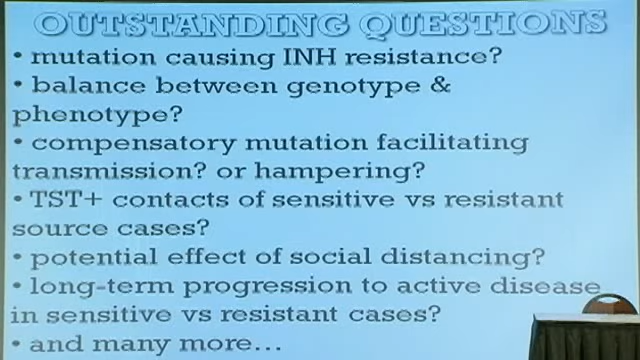 OUTSTANDING QUESTIONS
• mutation causing INH resistance?
• balance between genotype &
phenotype?
• compensatory mutation facilitating
transmission? or hampering?
• TST+ contacts of sensitive vs resistant
source cases?
• potential effect of social distancing?
• long-term progression to active disease
in sensitive vs resistant cases?
• and many more...